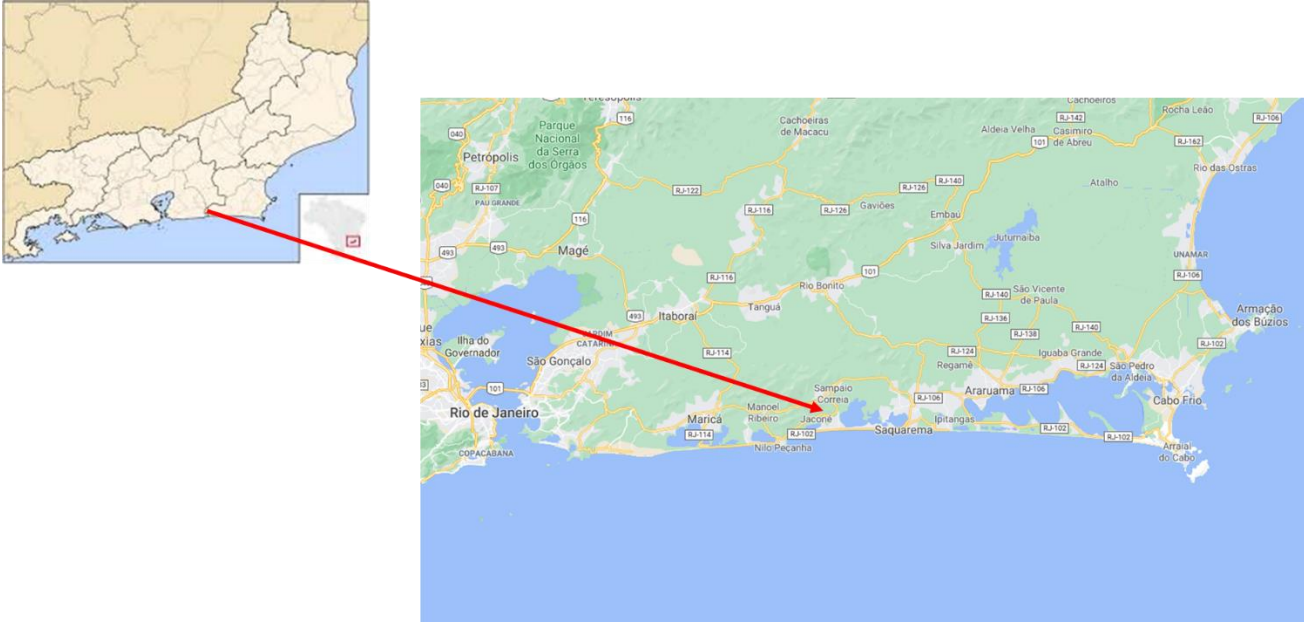 Teresópolis
116
Cachoeiros
RJ-142
Rocha Leão
RJ-106
040
Parque
Nacional
da Serra
dos Órgãos
Cachoeiras
de Macacu
Aldeia Velha
Casimiro
de Abreu
101
RJ-162
Petrópolis
Rio das Ostras
040
RJ-107
PAU GRANDE
RJ-122
RJ-126
RJ-140
Atalho
116
RJ-116
RJ-126
Gaviões
Embaú
493
493
Magé
Silva Jardim
Juturnaíba
UNAMAR
RJ-116
101
RJ-106
Rio Bonito
RJ-140
São Vicente
de Paula
493
Itaboraí
Tanguá
RJ-136
Armação
dos Búzios
ue
xias
Ilha do
Governador
JARDIM
CATARIN
RJ-138
RJ-140
RJ-102
São Gonçalo
RJ-114
RJ-124
Iguaba Grande
Regamé
RJ-124
São Pedro
da Aldeia
101
Sampaio
Correia
RJ-106
Araruama
RJ-106
Cabo Frio
Rio de Janeiro
Maricá
Manoel
Ribeiro
Jaconé
Ipitangas
RJ-114
RJ-102
Saquarema
RJ-102
RJ-102
COPACABANA
Nilo Peçanha
Arraial
do Cabo